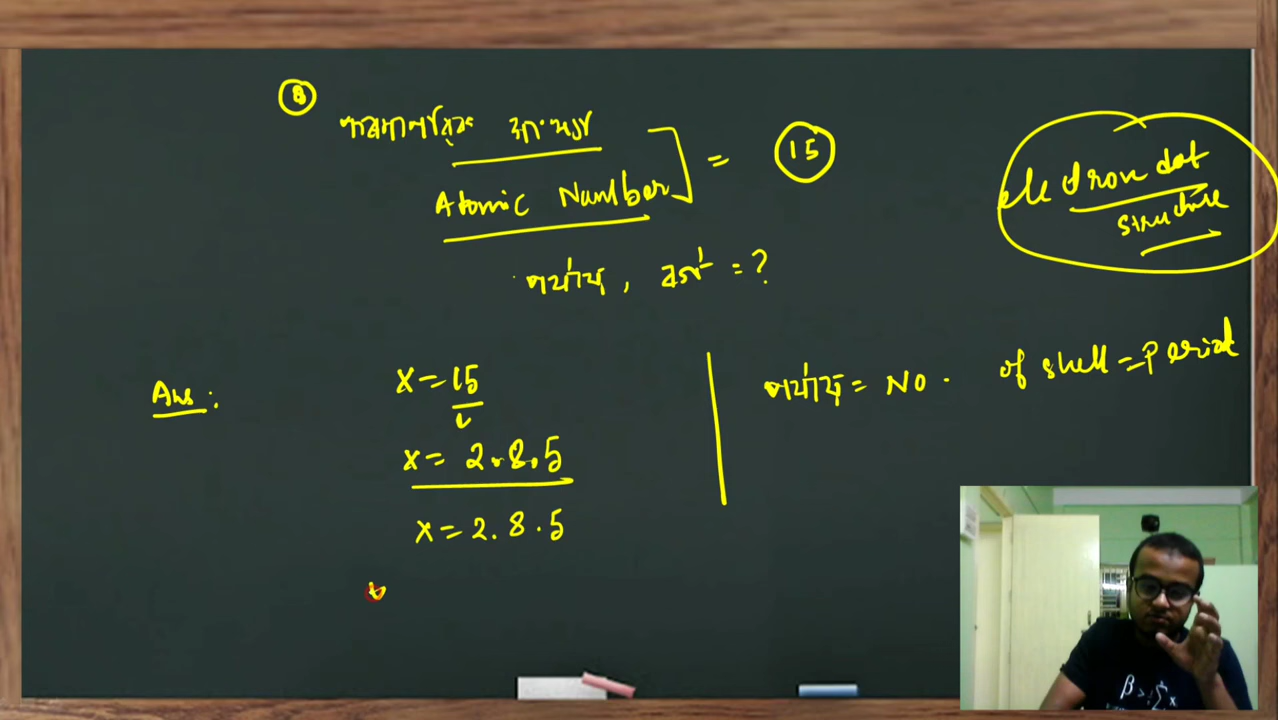 8
পারমাণবিক সংখ্যা
Atomic Number = 15
পর্যায়, বর্গ = ?
electron dot
structure
Ans:
x = 15
x = 2.8.5
x = 2.8.5
পর্যায় = No. of shell = Period
β >